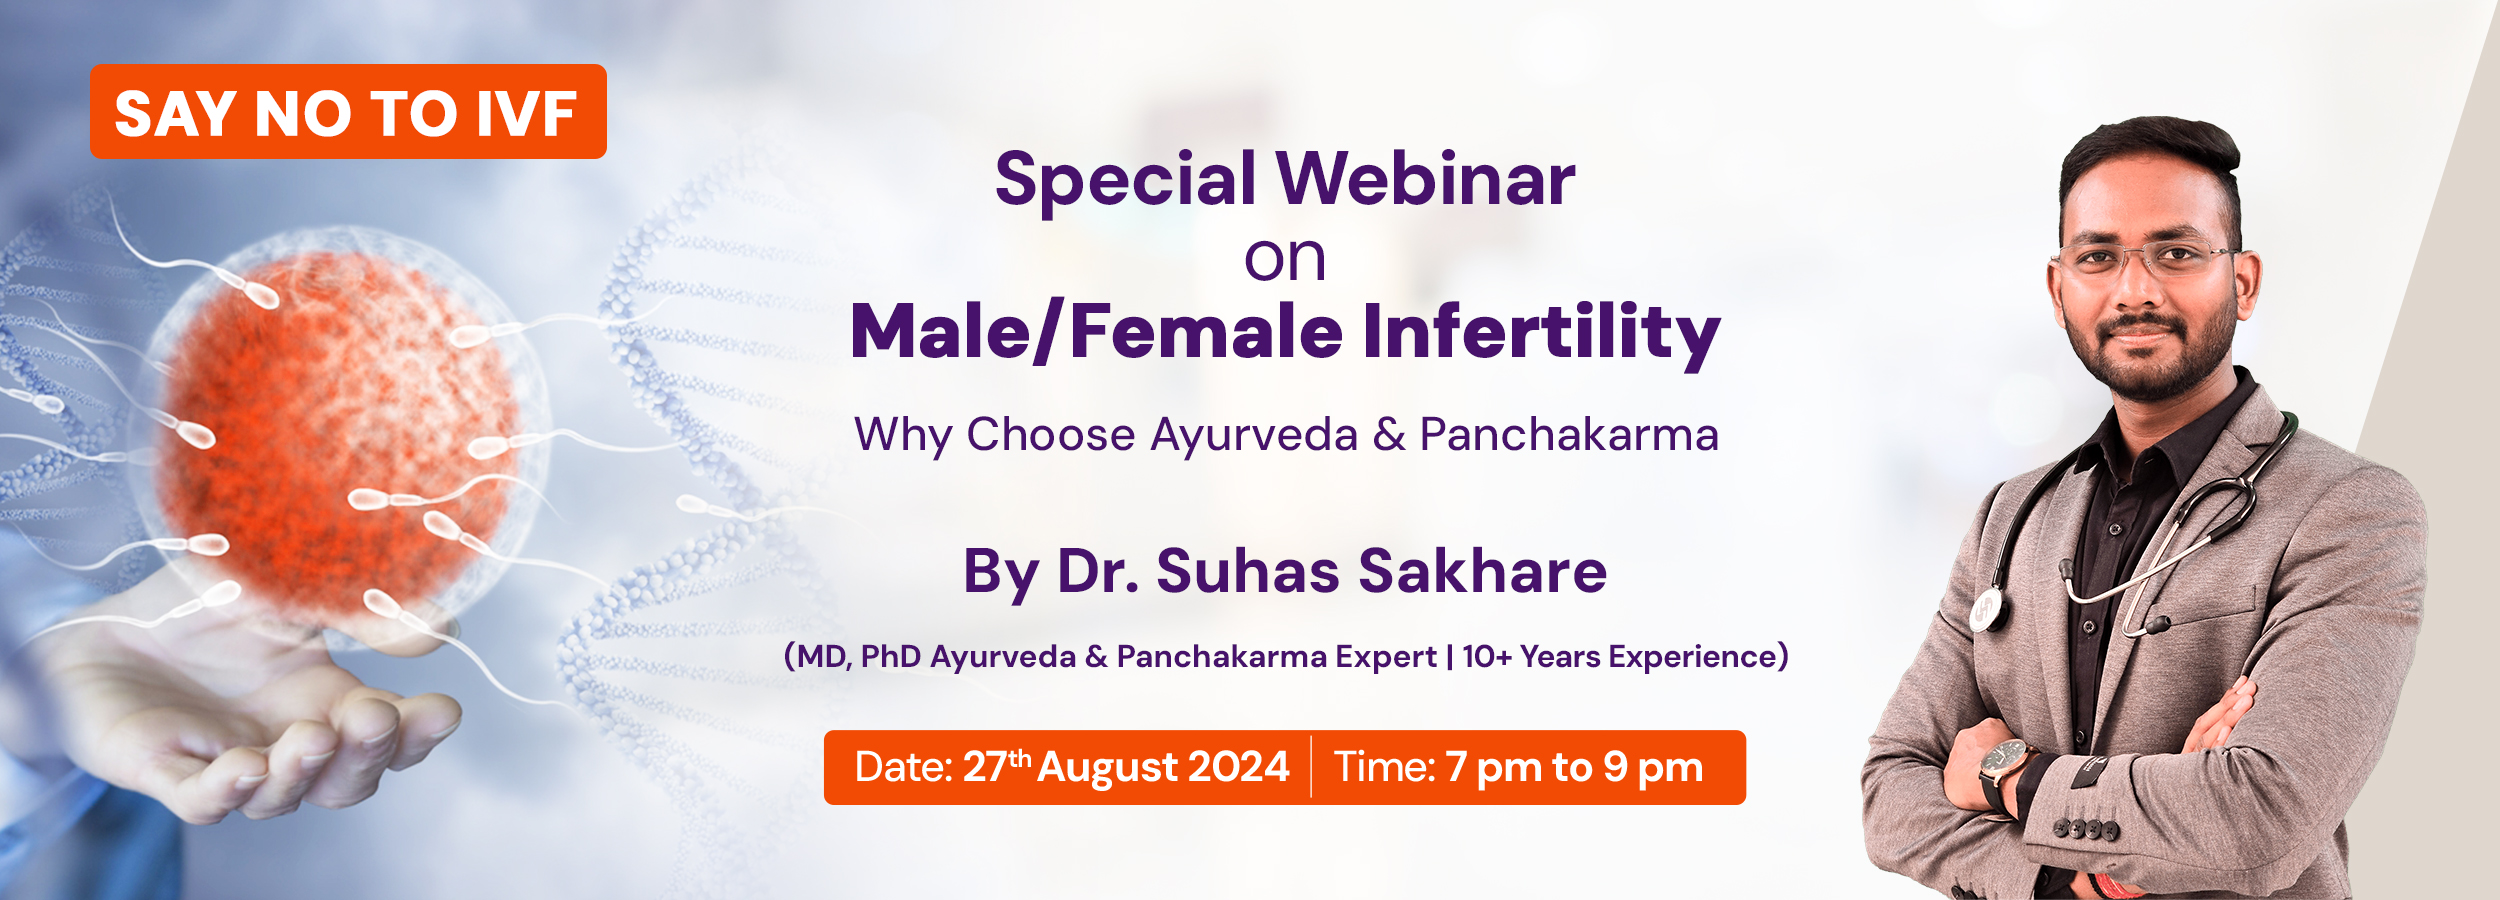 SAY NO TO IVF
Special Webinar
on
Male/Female Infertility
Why Choose Ayurveda & Panchakarma
By Dr. Suhas Sakhare
(MD, PhD Ayurveda & Panchakarma Expert | 10+ Years Experience)
Date: 27th August 2024 | Time: 7 pm to 9 pm